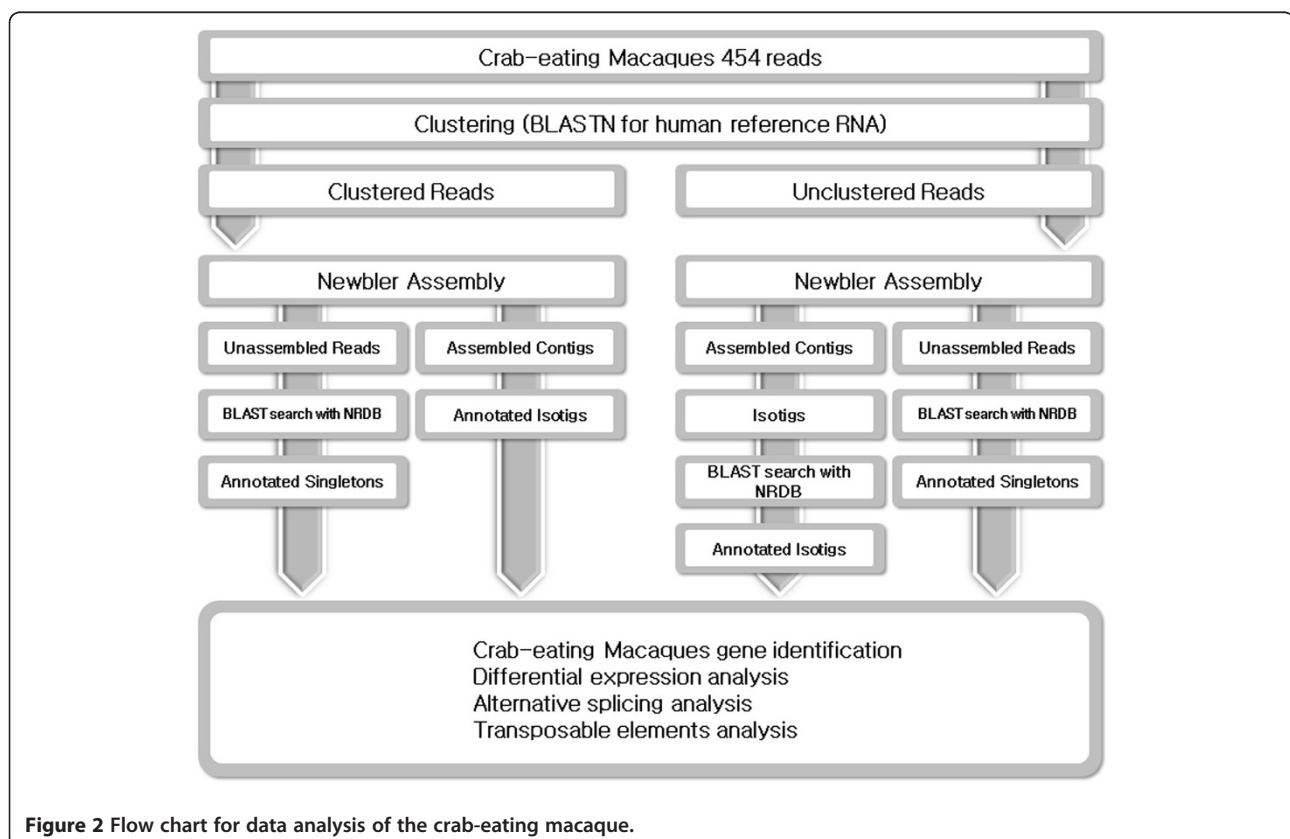 Crab-eating Macaques 454 reads
Clustering (BLASTN for human reference RNA)
Clustered Reads
Unclustered Reads
Newbler Assembly
Newbler Assembly
Unassembled Reads
Assembled Contigs
Assembled Contigs
Unassembled Reads
BLAST search with NRDB
Annotated Isotigs
Isotigs
BLAST search with NRDB
Annotated Singletons
BLAST search with
NRDB
Annotated Singletons
Annotated Isotigs
Crab-eating Macaques gene identification
Differential expression analysis
Alternative splicing analysis
Transposable elements analysis
Figure 2 Flow chart for data analysis of the crab-eating macaque.